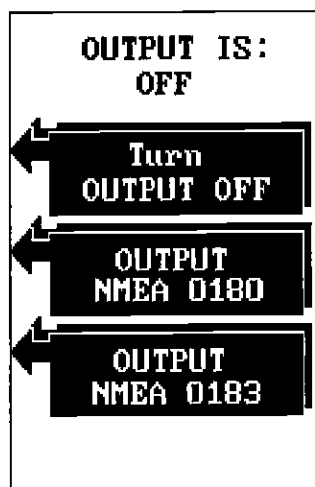 OUTPUT IS:
OFF
Turn
OUTPUT OFF
OUTPUT
NMEA 0180
OUTPUT
NMEA 0183